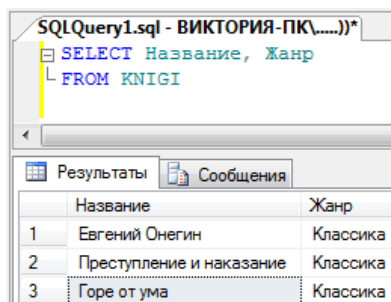 SQLQuery1.sql - ВИКТОРИЯ-ПК\.....))*
SELECT Название, Жанр
FROM KNIGI
Результаты Сообщения
Название Жанр
1 Евгений Онегин Классика
2 Преступление и наказание Классика
3 Горе от ума Классика